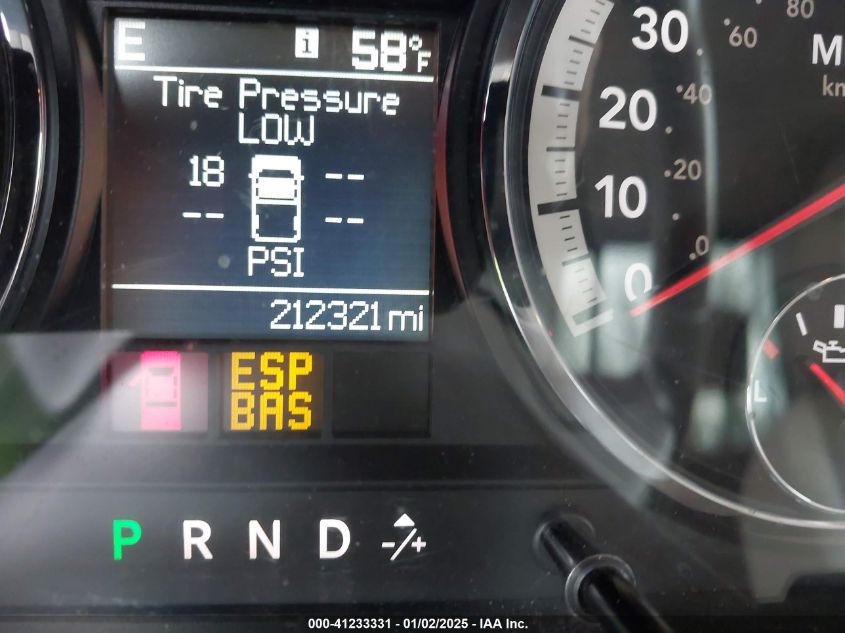 E i 58°F
Tire Pressure
LOW
18 --
-- --
PSI
212321 mi
ESP
BAS
P R N D -/+
30
20
10
0
80
60
40
20
0
L
000-41233331 - 01/02/2025 - IAA Inc.